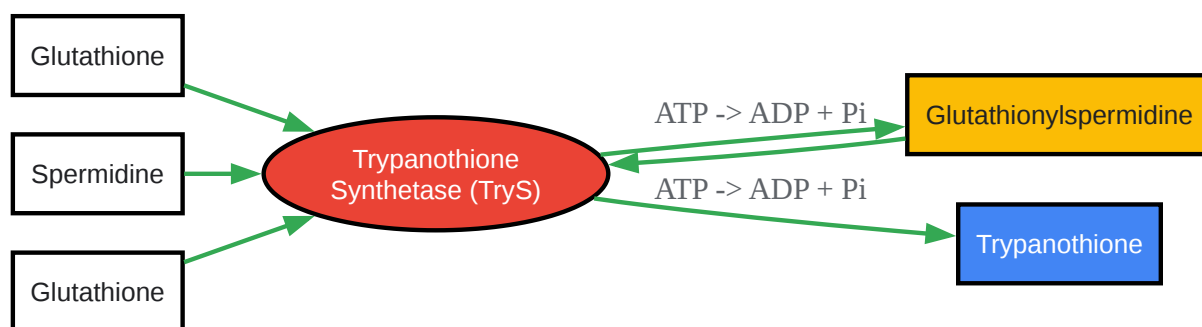 Glutathione
Spermidine
Glutathione
Trypanothione
Synthetase (TryS)
ATP -> ADP + Pi
ATP -> ADP + Pi
Glutathionylspermidine
Trypanothione